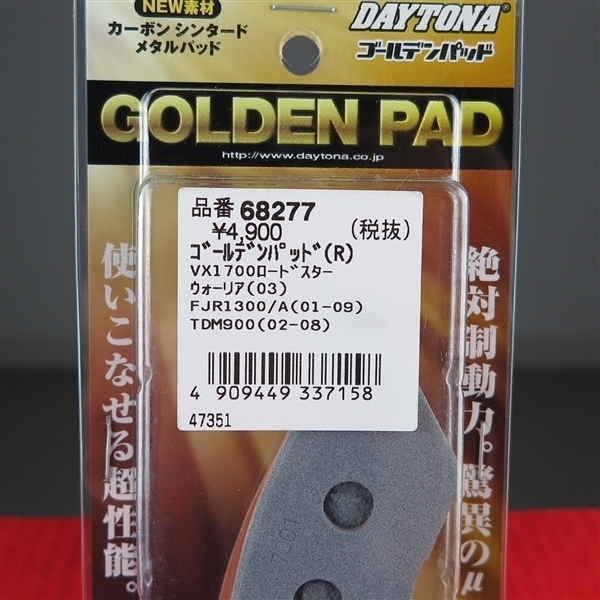 NEW素材
カーボン シンタード
メタルパッド
DAYTONA®
ゴールデンパッド
GOLDEN PAD
http://www.daytona.co.jp
品番 68277
¥4,900 (税抜)
ｺﾞｰﾙﾃﾞﾝﾊﾟｯﾄﾞ(R)
VX1700ﾛｰﾄﾞｽﾀｰ
ｳｫｰﾘｱ(03)
FJR1300/A(01-09)
TDM900(02-08)
4 909449 337158
47351
絶対制動力。驚異のμ
使いこなせる超性能。